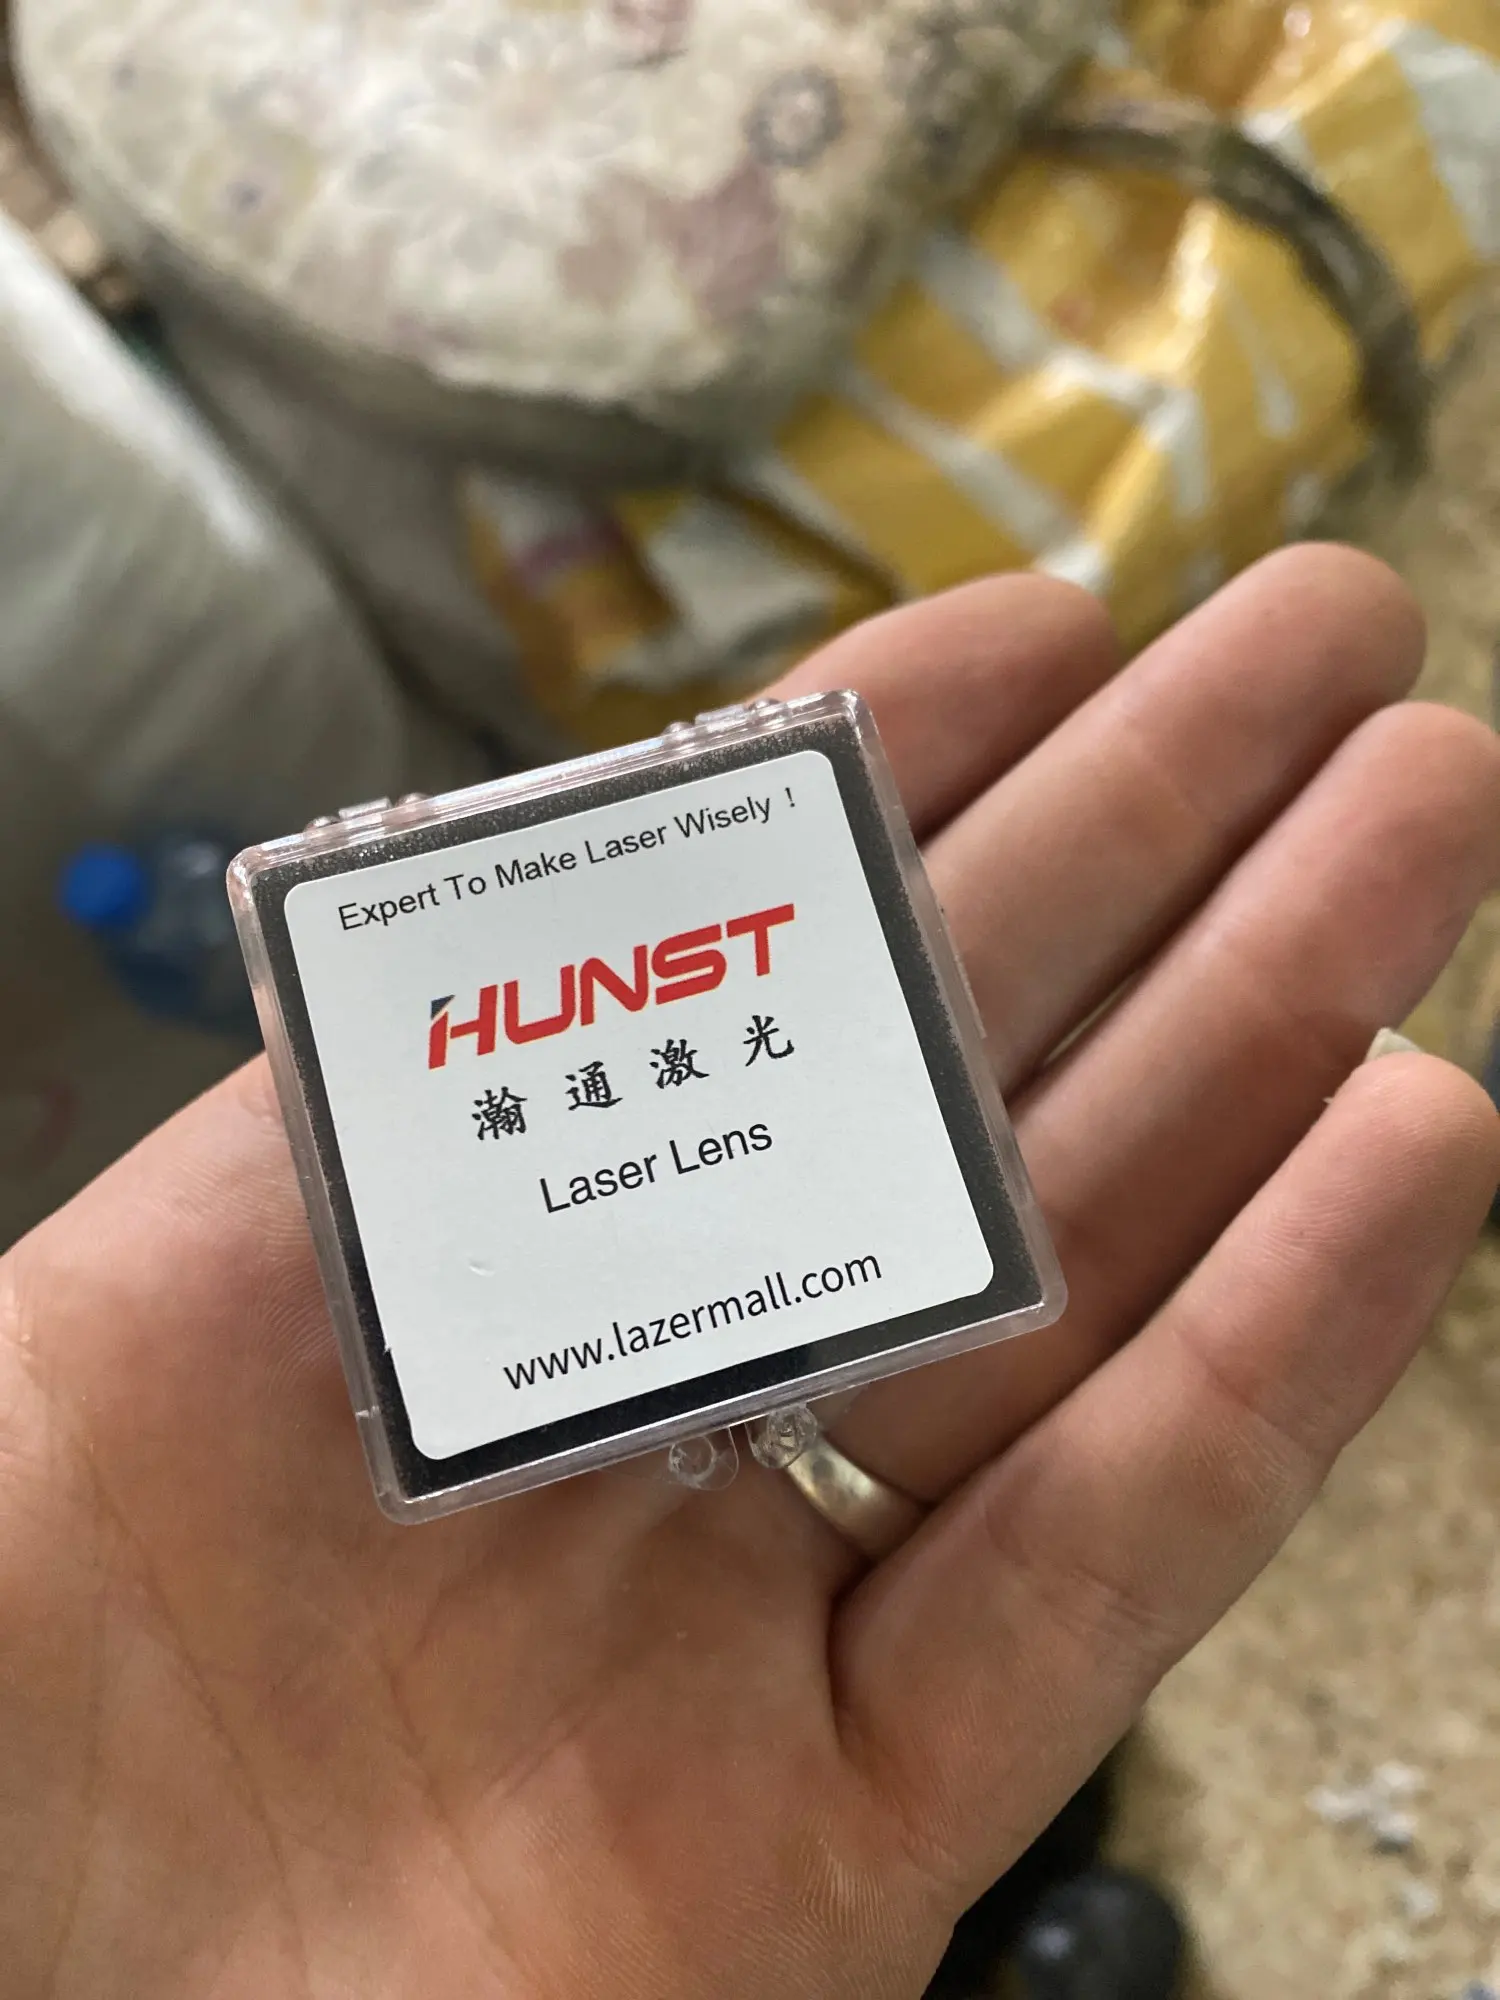 Expert To Make Laser Wisely !
HUNST
瀚通激光
Laser Lens
www.lazermall.com